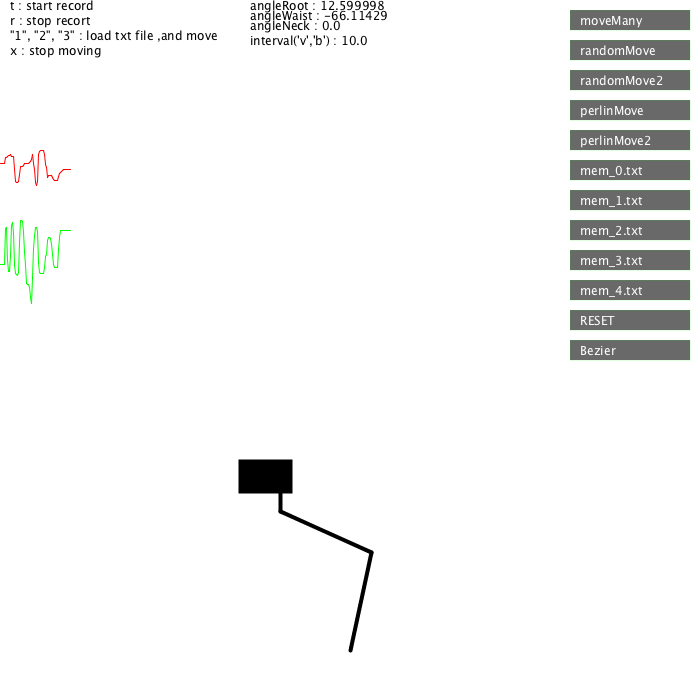 t : start record
r : stop recort
"1", "2", "3" : load txt file ,and move
x : stop moving
angleRoot : 12.599998
angleWaist : -66.11429
angleNeck : 0.0
interval('v','b') : 10.0
moveMany
randomMove
randomMove2
perlinMove
perlinMove2
mem_0.txt
mem_1.txt
mem_2.txt
mem_3.txt
mem_4.txt
RESET
Bezier